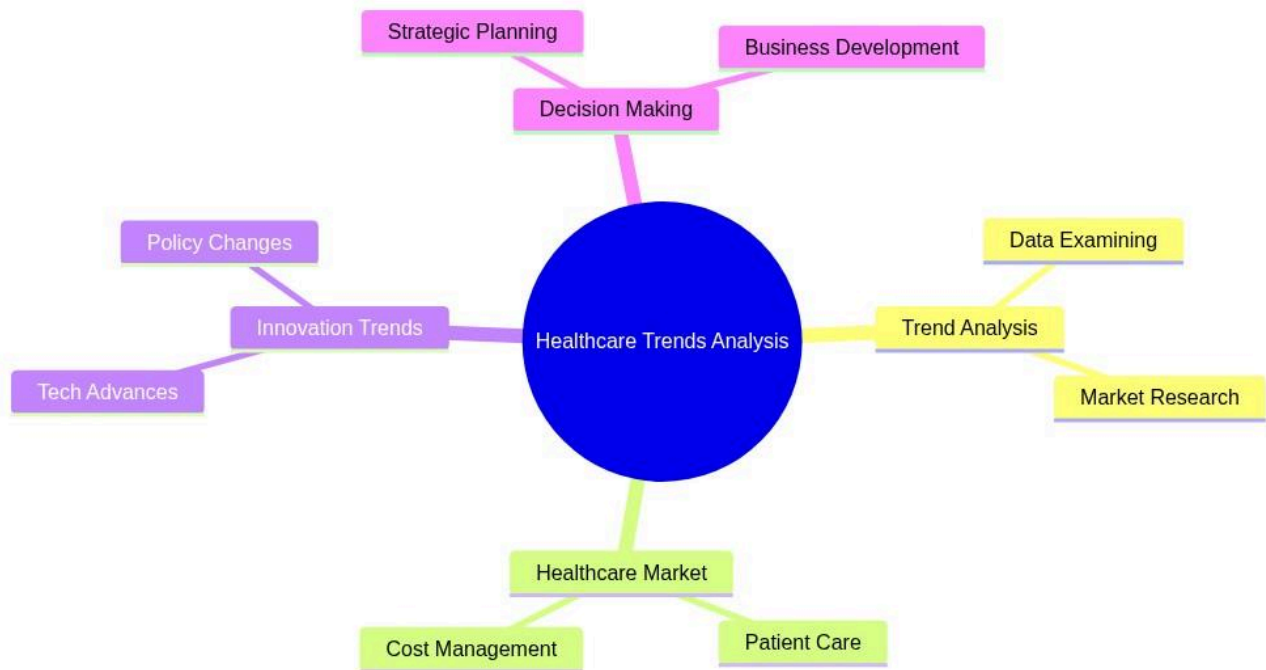 Strategic Planning
Business Development
Decision Making
Policy Changes
Data Examining
Innovation Trends
Healthcare Trends Analysis
Trend Analysis
Tech Advances
Market Research
Healthcare Market
Cost Management
Patient Care